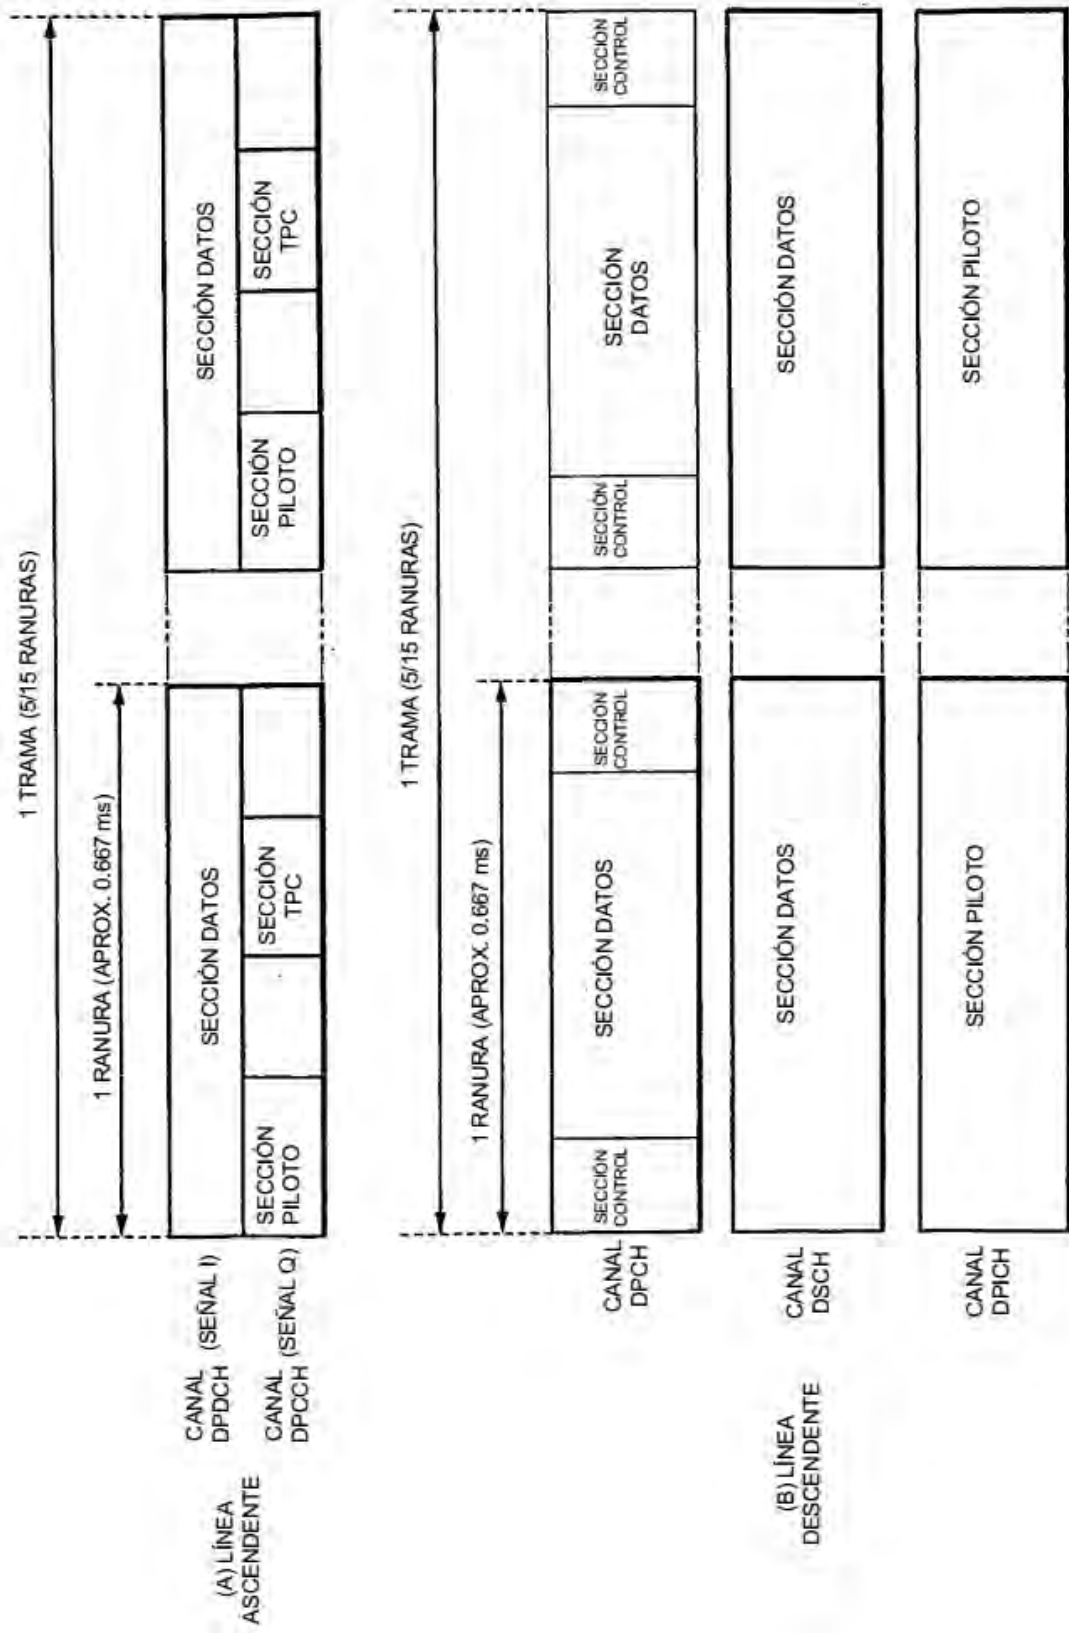 1 TRAMA (5/15 RANURAS)
1 RANURA (APROX. 0.667 ms)
(A) LÍNEA
ASCENDENTE
CANAL
DPDCH (SEÑAL I)
SECCIÓN DATOS
SECCIÓN DATOS
CANAL
DPCCH (SEÑAL Q)
SECCIÓN
PILOTO
SECCIÓN
TPC
SECCIÓN
PILOTO
SECCIÓN
TPC
1 TRAMA (5/15 RANURAS)
1 RANURA (APROX. 0.667 ms)
(B) LÍNEA
DESCENDENTE
CANAL
DPCH
SECCIÓN
CONTROL
SECCIÓN DATOS
SECCIÓN
CONTROL
SECCIÓN
CONTROL
SECCIÓN
DATOS
SECCIÓN
CONTROL
CANAL
DSCH
SECCIÓN DATOS
SECCIÓN DATOS
CANAL
DPICH
SECCIÓN PILOTO
SECCIÓN PILOTO